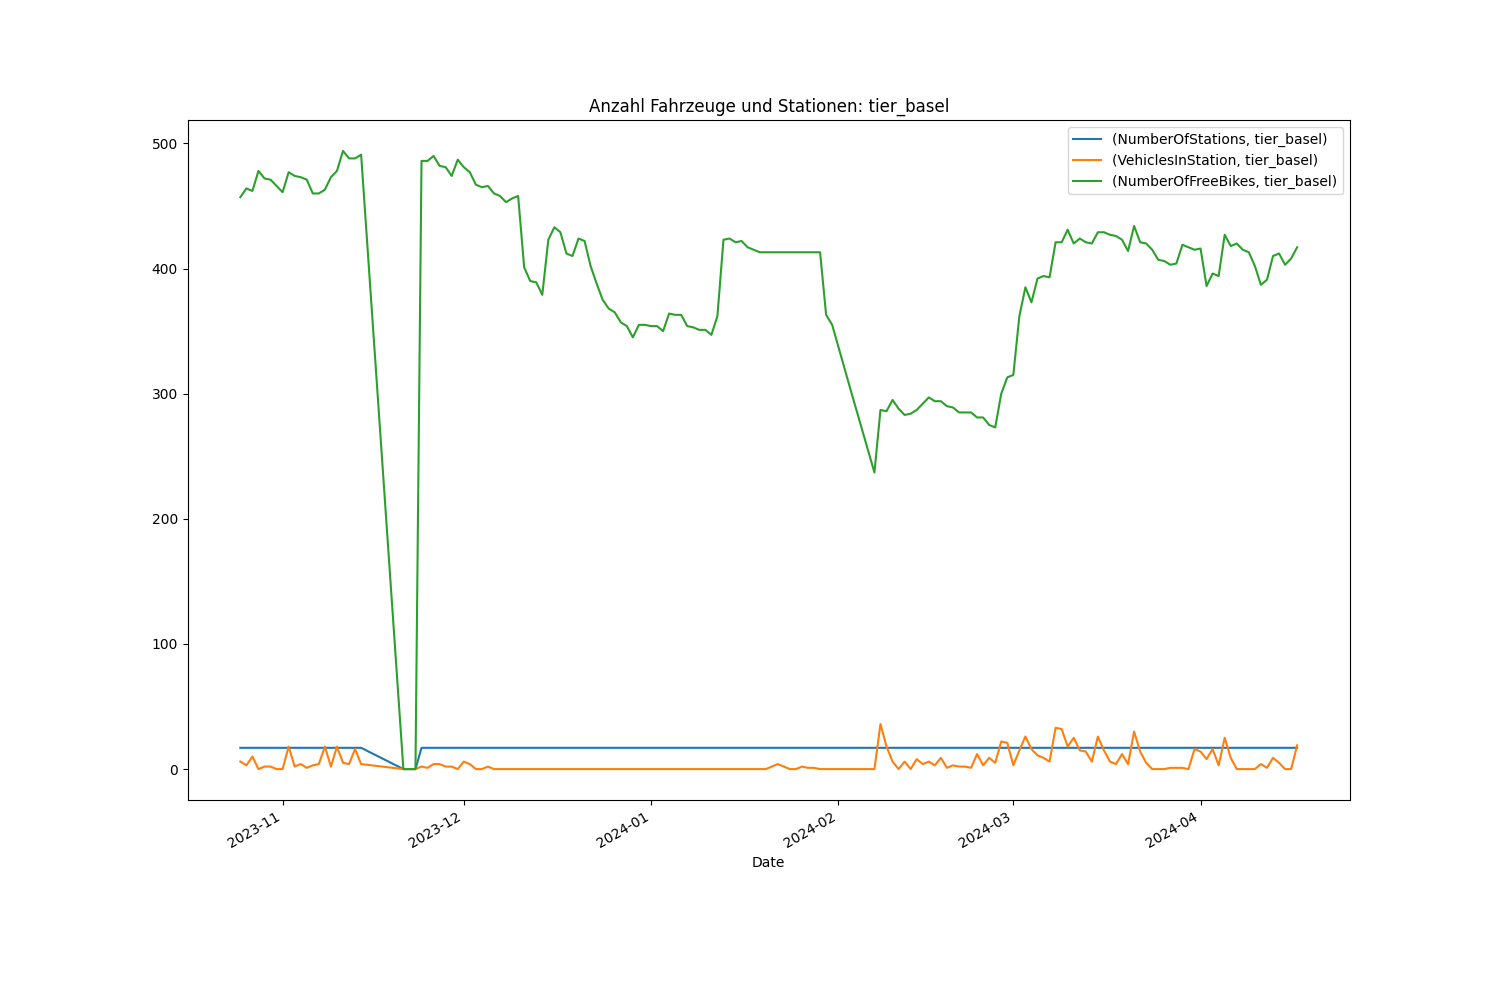 Anzahl Fahrzeuge und Stationen: tier_basel
(NumberOfStations, tier_basel)
(VehiclesInStation, tier_basel)
(NumberOfFreeBikes, tier_basel)
500
400
300
200
100
0
2023-11
2023-12
2024-01
2024-02
2024-03
2024-04
Date